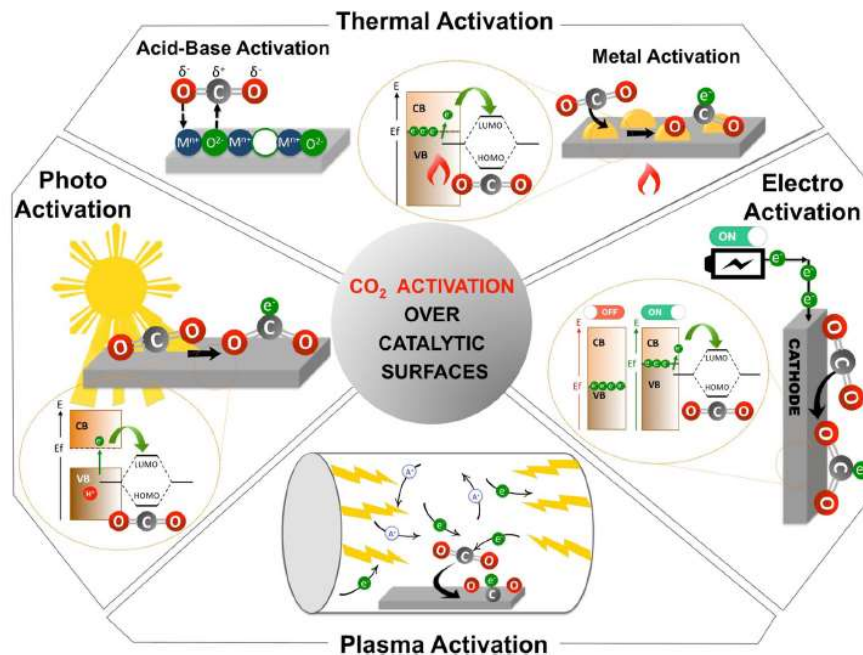 Thermal Activation
Acid-Base Activation
δ⁻ δ⁺ δ⁻
O C O
Mⁿ⁺ O²⁻ Mⁿ⁺ Mⁿ⁺ O²⁻
Metal Activation
E
CB
Ef
e⁻ e⁻ e⁻
e⁻
VB
LUMO
HOMO
O C O
O C O
e⁻
O C O
Photo
Activation
O C O
e⁻
O C O
E
CB
Ef
e⁻
VB
H⁺
LUMO
HOMO
O C O
CO₂ ACTIVATION
OVER
CATALYTIC
SURFACES
Electro
Activation
ON
e⁻
e⁻
e⁻
CATHODE
O
C
O
O
C e
O
OFF ON
E E
CB CB
Ef Ef
e⁻ e⁻ e⁻ e⁻
e⁻ e⁻ e⁻
e⁻
VB VB
LUMO
HOMO
O C O
A⁺
A⁺
A⁺
e⁻
e⁻
e⁻
e⁻
O C O
e⁻
O C O
Plasma Activation